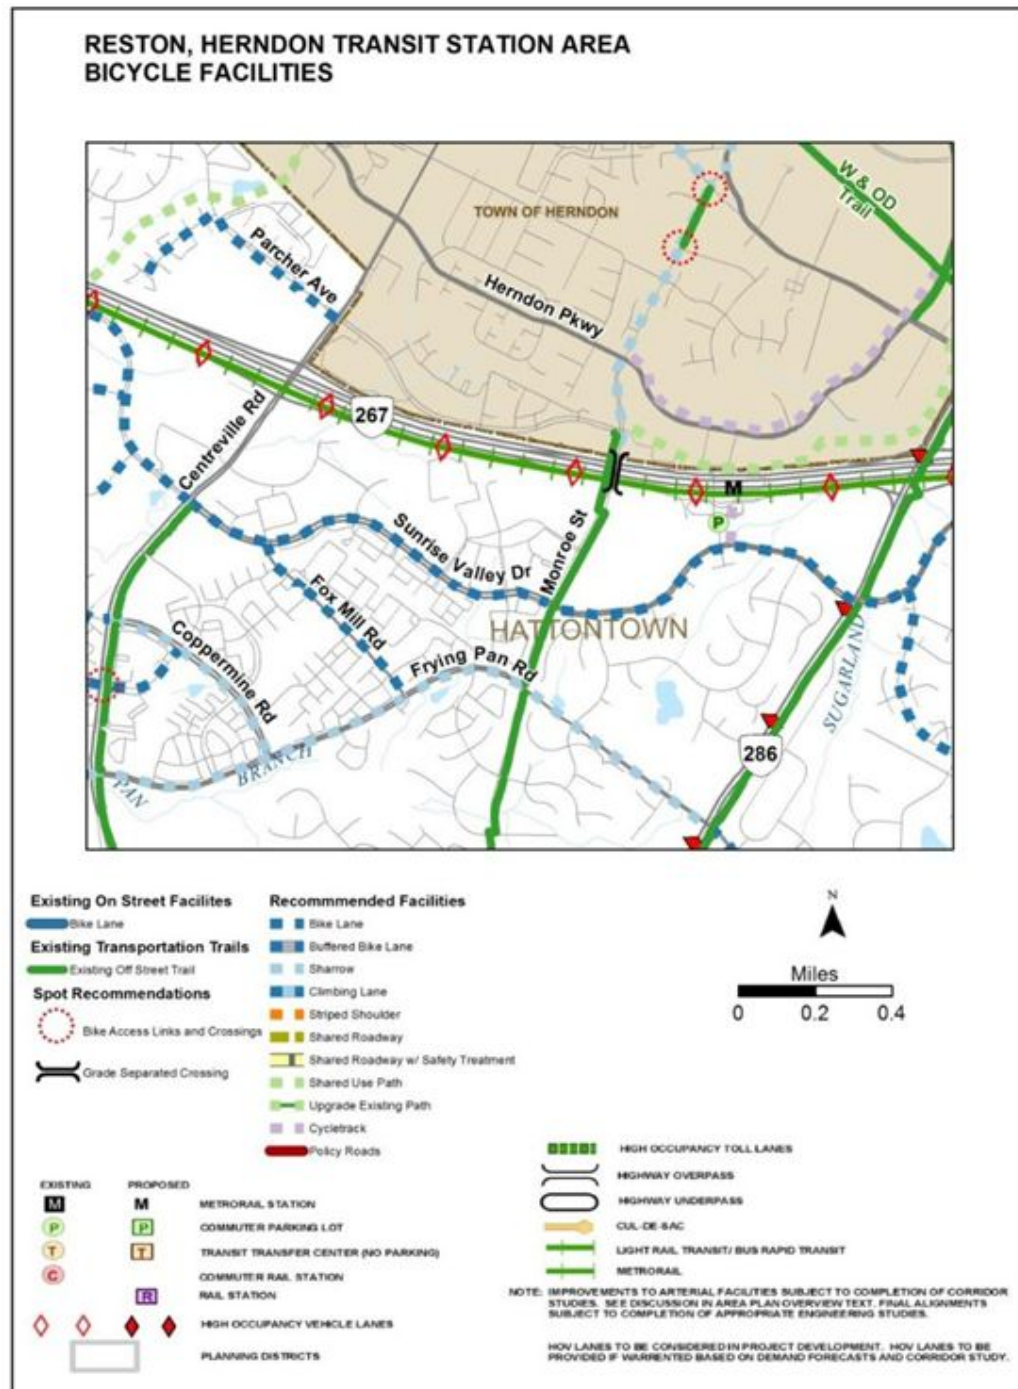 RESTON, HERNDON TRANSIT STATION AREA
BICYCLE FACILITIES
W & OD
Trail
TOWN OF HERNDON
Parcher Ave
Herndon Pkwy
267
Centreville Rd
M
P
Sunrise Valley Dr
Monroe St
Fox Mill Rd
HATTONTOWN
Coppermine Rd
Frying Pan Rd
SUGARLAND
286
PAN
BRANCH
Existing On Street Facilites
Bike Lane
Existing Transportation Trails
Existing Off Street Trail
Spot Recommendations
Bike Access Links and Crossings
Grade Separated Crossing
Recommmended Facilities
Bike Lane
Buffered Bike Lane
Sharrow
Climbing Lane
Striped Shoulder
Shared Roadway
Shared Roadway w/ Safety Treatment
Shared Use Path
Upgrade Existing Path
Cycletrack
Policy Roads
N
Miles
0 0.2 0.4
EXISTING PROPOSED
M M METRORAIL STATION
P P COMMUTER PARKING LOT
T T TRANSIT TRANSFER CENTER (NO PARKING)
C COMMUTER RAIL STATION
R RAIL STATION
HIGH OCCUPANCY VEHICLE LANES
PLANNING DISTRICTS
HIGH OCCUPANCY TOLL LANES
HIGHWAY OVERPASS
HIGHWAY UNDERPASS
CUL-DE-SAC
LIGHT RAIL TRANSIT/ BUS RAPID TRANSIT
METRORAIL
NOTE: IMPROVEMENTS TO ARTERIAL FACILITIES SUBJECT TO COMPLETION OF CORRIDOR
STUDIES. SEE DISCUSSION IN AREA PLAN OVERVIEW TEXT. FINAL ALIGNMENTS
SUBJECT TO COMPLETION OF APPROPRIATE ENGINEERING STUDIES.
HOV LANES TO BE CONSIDERED IN PROJECT DEVELOPMENT. HOV LANES TO BE
PROVIDED IF WARRENTED BASED ON DEMAND FORECASTS AND CORRIDOR STUDY.